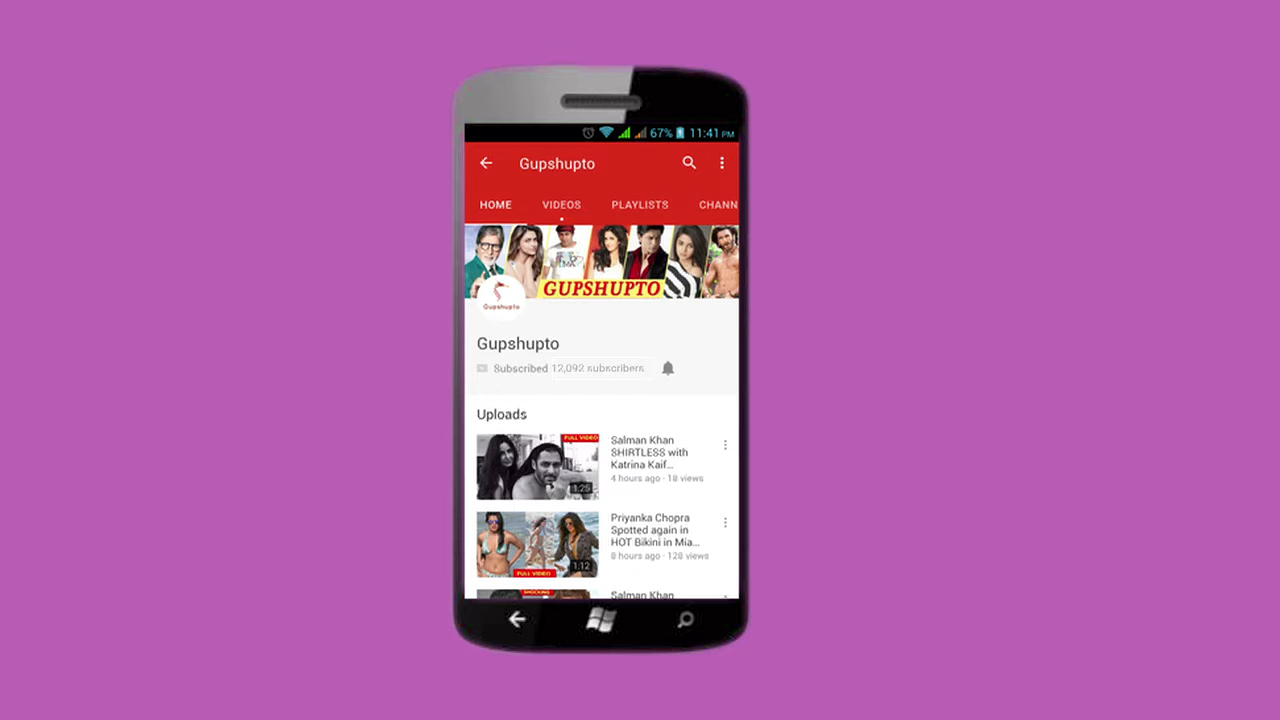 67% 11:41 PM
Gupshupto
HOME VIDEOS PLAYLISTS CHANN
GUPSHUPTO
Gupshupto
Gupshupto
Subscribed 12,092 subscribers
Uploads
FULL VIDEO
1:25
Salman Khan
SHIRTLESS with
Katrina Kaif...
4 hours ago · 18 views
FULL VIDEO
1:12
Priyanka Chopra
Spotted again in
HOT Bikini in Mia...
8 hours ago · 128 views
SHOCKING
Salman Khan